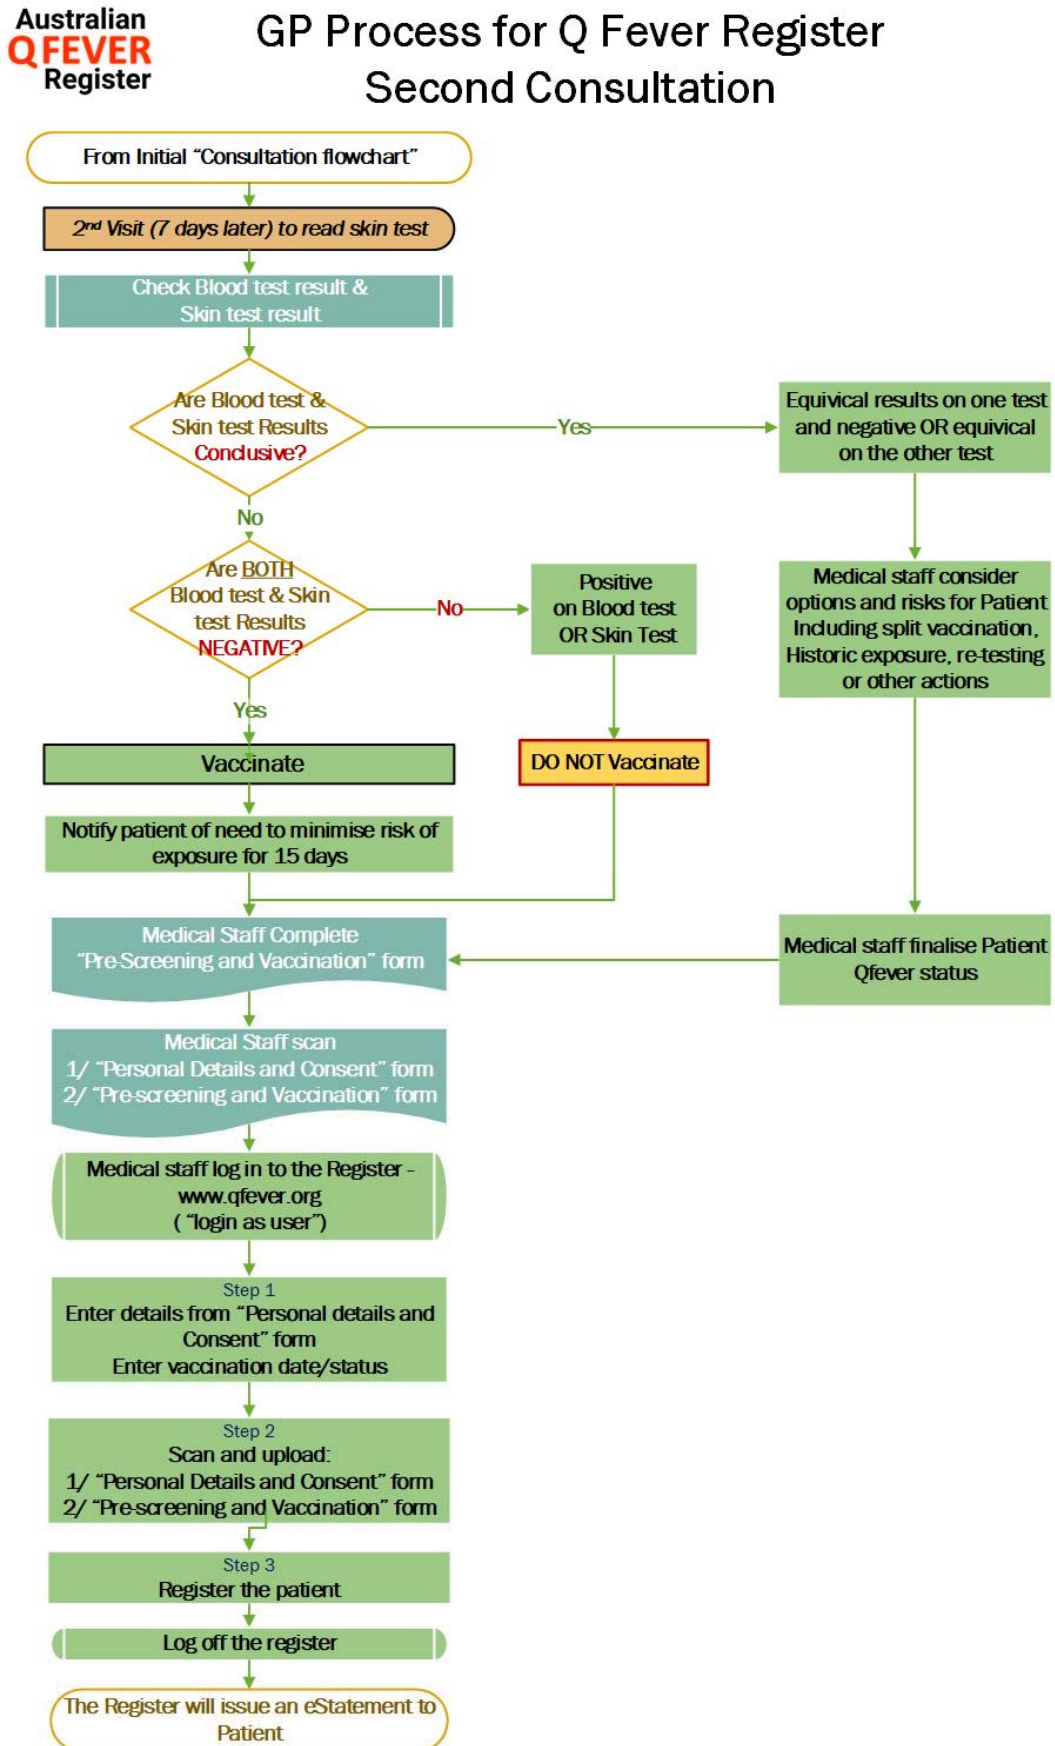 Australian
Q FEVER
Register
GP Process for Q Fever Register
Second Consultation
From Initial “Consultation flowchart”
2nd Visit (7 days later) to read skin test
Check Blood test result &
Skin test result
Are Blood test &
Skin test Results
Conclusive?
Yes
Equivical results on one test
and negative OR equivical
on the other test
No
Are BOTH
Blood test & Skin
test Results
NEGATIVE?
No
Positive
on Blood test
OR Skin Test
Medical staff consider
options and risks for Patient
Including split vaccination,
Historic exposure, re-testing
or other actions
Yes
Vaccinate
DO NOT Vaccinate
Notify patient of need to minimise risk of
exposure for 15 days
Medical Staff Complete
“Pre-Screening and Vaccination” form
Medical staff finalise Patient
Qfever status
Medical Staff scan
1/ “Personal Details and Consent” form
2/ “Pre-screening and Vaccination” form
Medical staff log in to the Register -
www.qfever.org
( “login as user”)
Step 1
Enter details from “Personal details and
Consent” form
Enter vaccination date/status
Step 2
Scan and upload:
1/ “Personal Details and Consent” form
2/ “Pre-screening and Vaccination” form
Step 3
Register the patient
Log off the register
The Register will issue an eStatement to
Patient